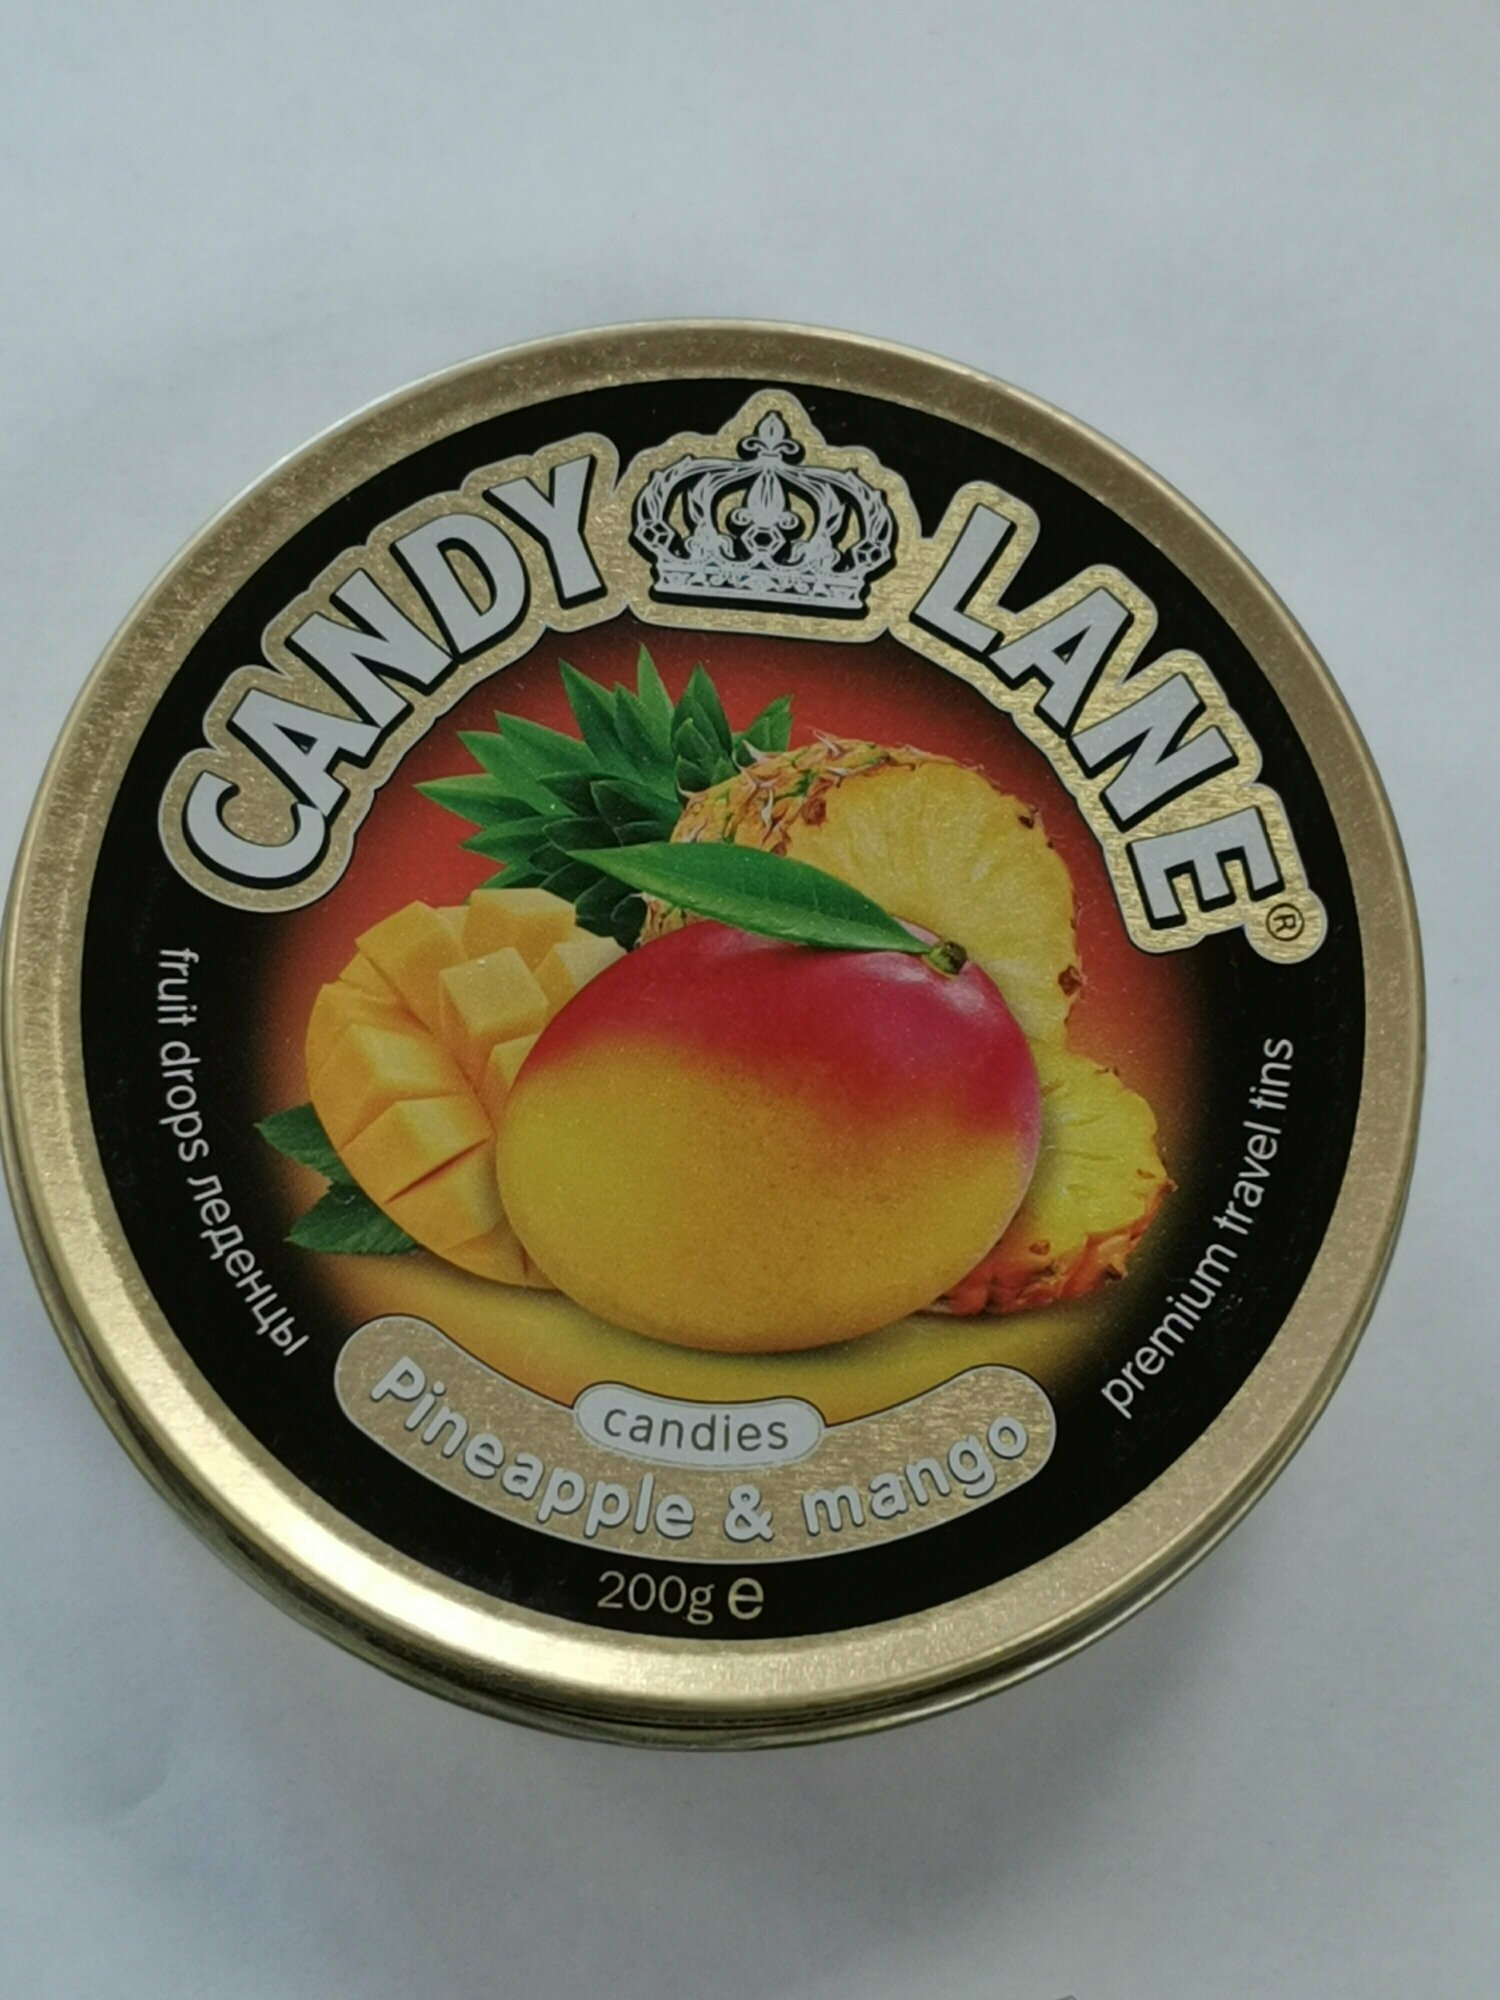 CANDY LANE®
fruit drops леденцы
premium travel tins
candies
Pineapple & mango
200g e